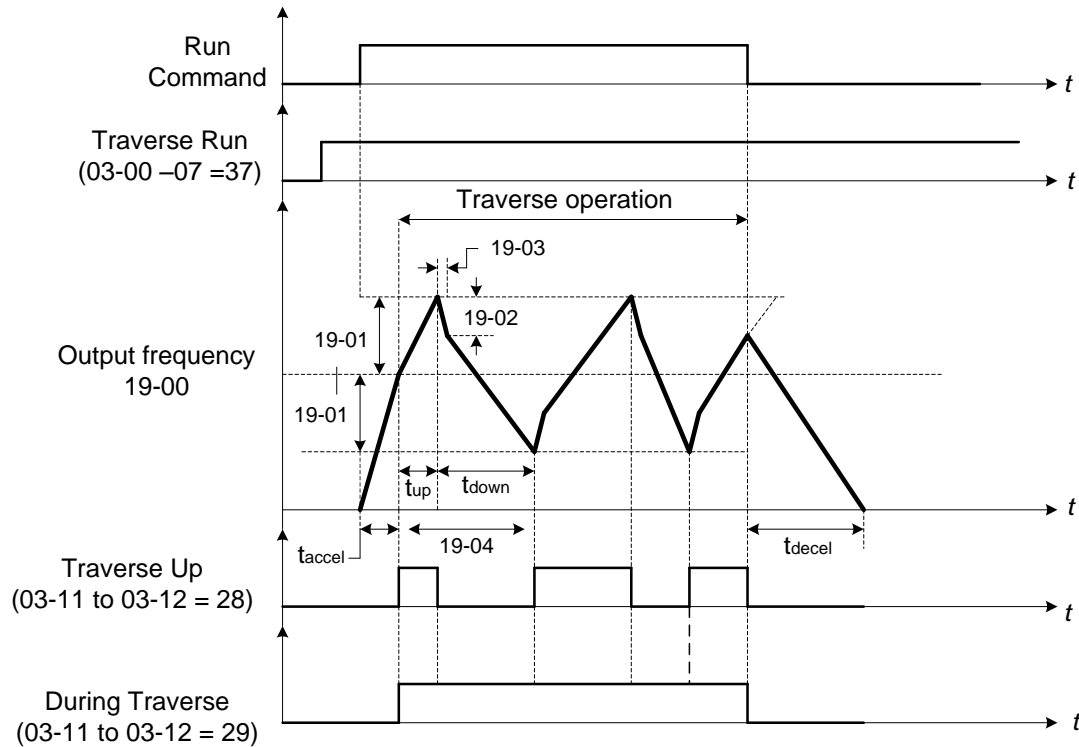 Run
Command
t
Traverse Run
(03-00 –07 =37)
t
Traverse operation
19-03
19-02
19-01
Output frequency
19-00
19-01
tup
tdown
t
taccel
19-04
tdecel
Traverse Up
(03-11 to 03-12 = 28)
t
During Traverse
(03-11 to 03-12 = 29)
t